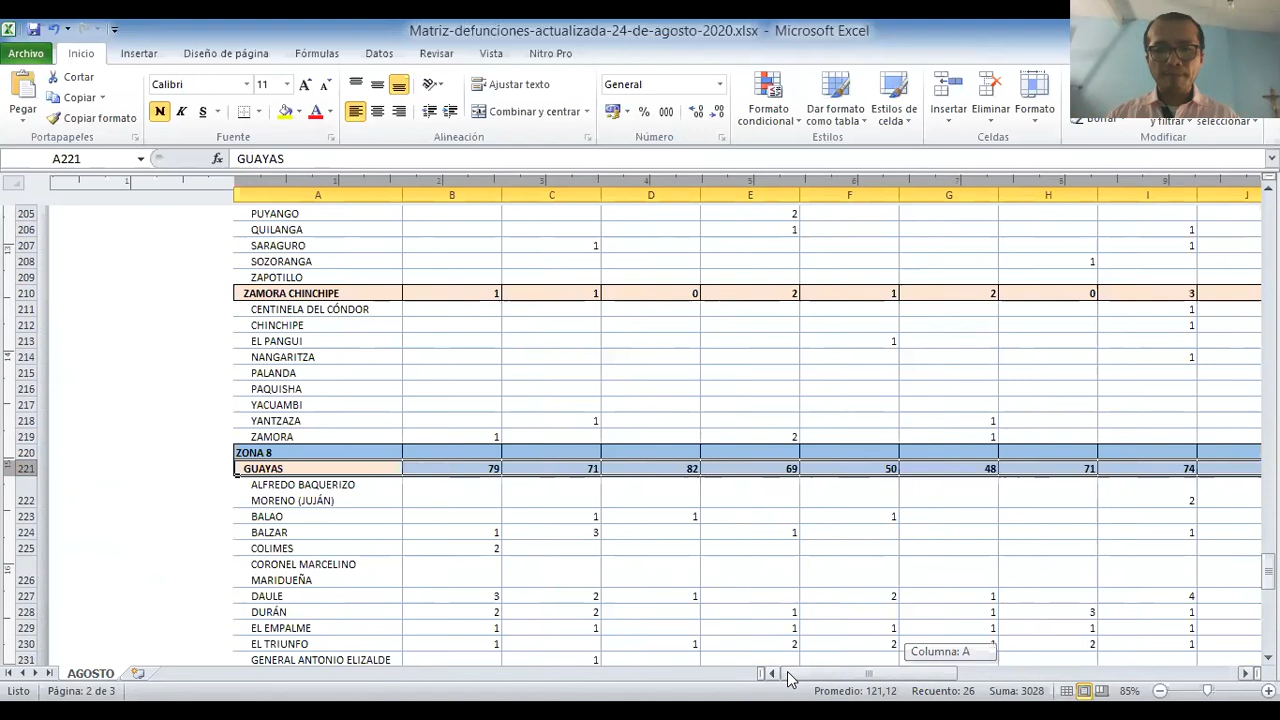 Matriz-defunciones-actualizada-24-de-agosto-2020.xlsx - Microsoft Excel
Archivo Inicio Insertar Diseño de página Fórmulas Datos Revisar Vista Nitro Pro
Pegar Cortar Copiar Copiar formato
Calibri 11 N K S
Ajustar texto
Combinar y centrar
General
% 000
Formato condicional Dar formato como tabla Estilos de celda
Insertar Eliminar Formato
Borrar y filtrar seleccionar
Portapapeles Fuente Alineación Número Estilos Celdas Modificar
A221 fx GUAYAS
A B C D E F G H I J
205 PUYANGO 2
206 QUILANGA 1 1
207 SARAGURO 1 1
208 SOZORANGA 1
209 ZAPOTILLO
210 ZAMORA CHINCHIPE 1 1 0 2 1 2 0 3
211 CENTINELA DEL CÓNDOR 1
212 CHINCHIPE 1
213 EL PANGUI 1
214 NANGARITZA 1
215 PALANDA
216 PAQUISHA
217 YACUAMBI
218 YANTZAZA 1 1
219 ZAMORA 1 2 1
220 ZONA 8
221 GUAYAS 79 71 82 69 50 48 71 74
ALFREDO BAQUERIZO
222 MORENO (JUJÁN) 2
223 BALAO 1 1 1
224 BALZAR 1 3 1 1
225 COLIMES 2
CORONEL MARCELINO
226 MARIDUEÑA
227 DAULE 3 2 1 2 1 4
228 DURÁN 2 2 1 1 3 1
229 EL EMPALME 1 1 1 1 1 1 1
230 EL TRIUNFO 1 1 2 2 1 2 1
231 GENERAL ANTONIO ELIZALDE 1
Columna: A
AGOSTO
Listo Página: 2 de 3 Promedio: 121,12 Recuento: 26 Suma: 3028 85%